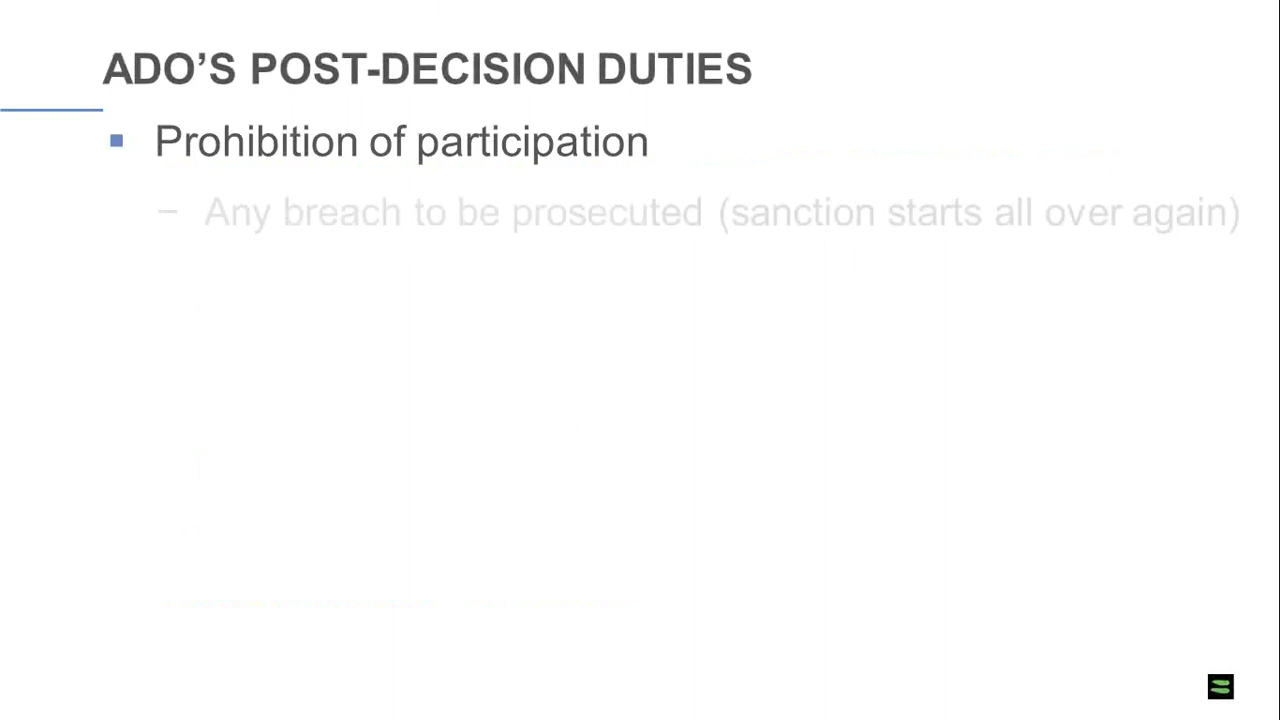 ADO’S POST-DECISION DUTIES
Prohibition of participation
– Any breach to be prosecuted (sanction starts all over again)